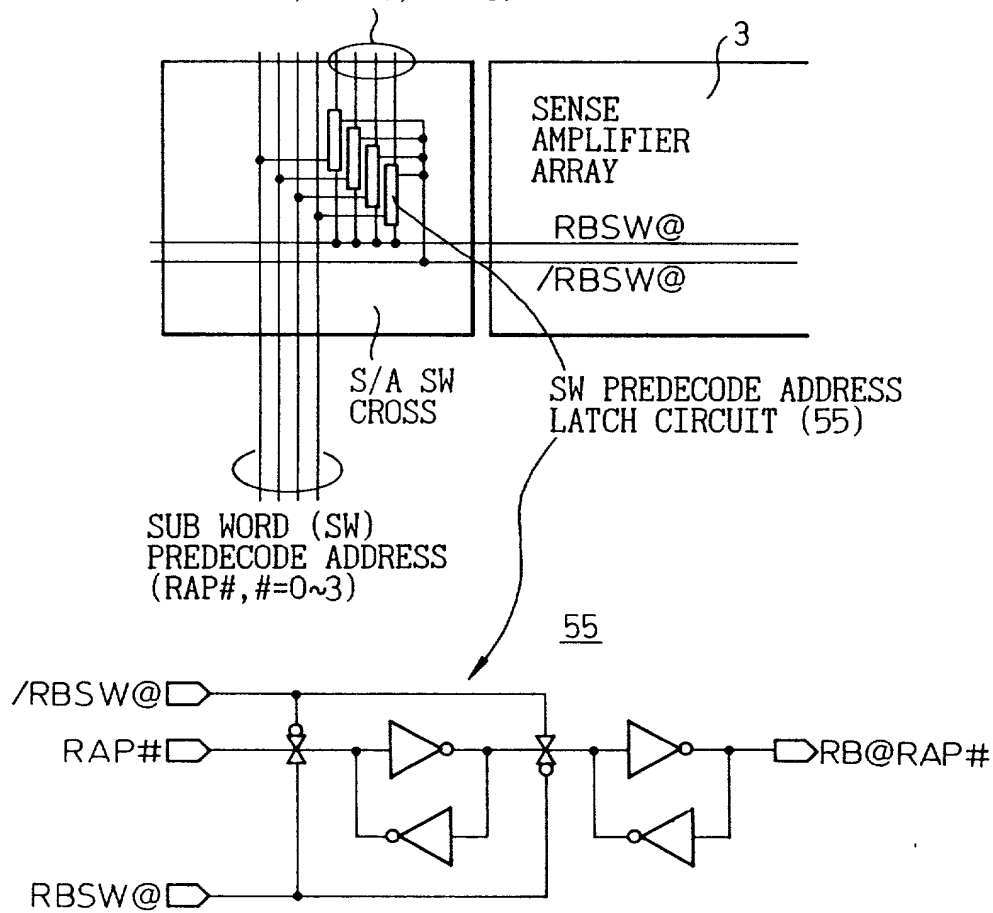 3
SENSE
AMPLIFIER
ARRAY
RBSW@
/RBSW@
S/A SW
CROSS
SW PREDECODE ADDRESS
LATCH CIRCUIT (55)
SUB WORD (SW)
PREDECODE ADDRESS
(RAP#,#=0~3)
55
/RBSW@
RAP#
RB@RAP#
RBSW@